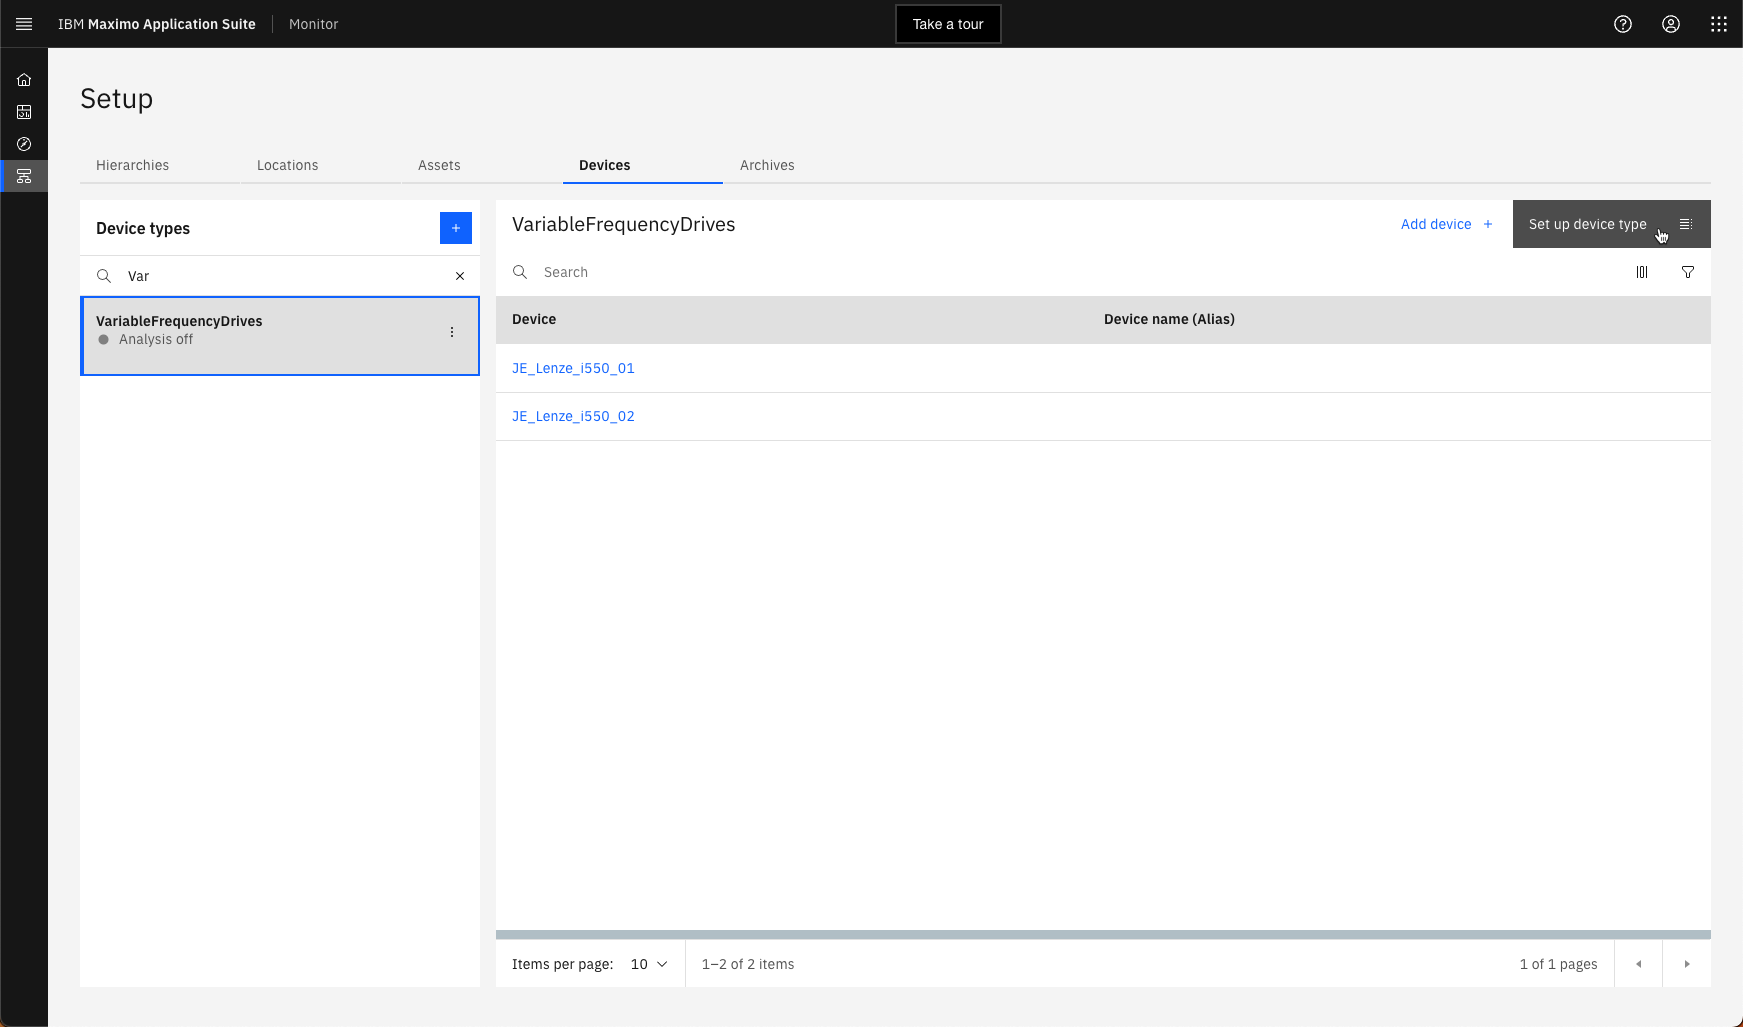 IBM Maximo Application Suite
Monitor
Take a tour
Setup
Hierarchies
Locations
Assets
Devices
Archives
Device types
Var
VariableFrequencyDrives
Analysis off
VariableFrequencyDrives
Add device +
Set up device type
Search
Device
Device name (Alias)
JE_Lenze_i550_01
JE_Lenze_i550_02
Items per page: 10
1–2 of 2 items
1 of 1 pages